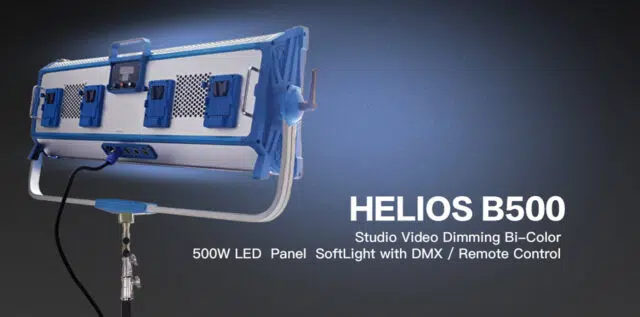 HELIOS B500
Studio Video Dimming Bi-Color
500W LED Panel SoftLight with DMX / Remote Control